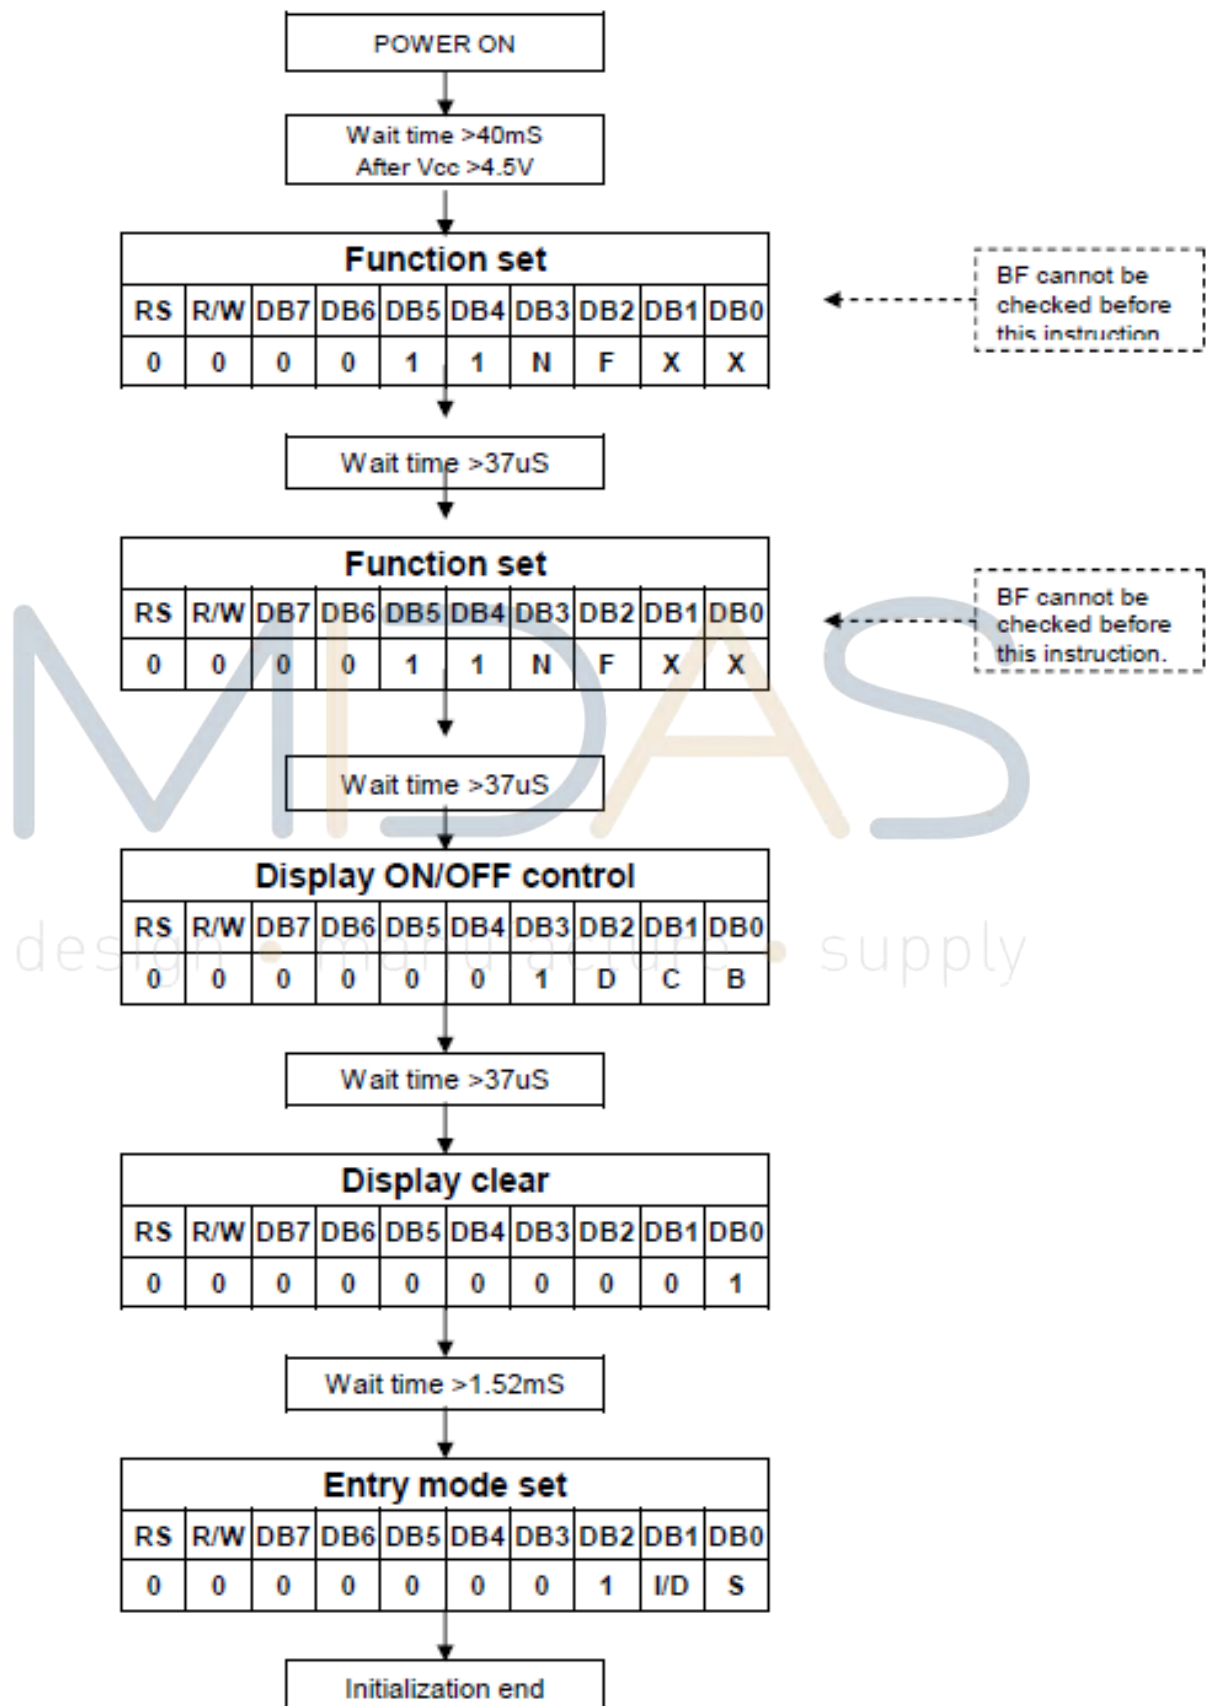 POWER ON
Wait time >40mS
After Vcc >4.5V
Function set
RS R/W DB7 DB6 DB5 DB4 DB3 DB2 DB1 DB0
0 0 0 0 1 1 N F X X
BF cannot be
checked before
this instruction
Wait time >37uS
Function set
RS R/W DB7 DB6 DB5 DB4 DB3 DB2 DB1 DB0
0 0 0 0 1 1 N F X X
BF cannot be
checked before
this instruction.
MIDAS
Wait time >37uS
Display ON/OFF control
RS R/W DB7 DB6 DB5 DB4 DB3 DB2 DB1 DB0
design • manufacture • supply
0 0 0 0 0 0 1 D C B
Wait time >37uS
Display clear
RS R/W DB7 DB6 DB5 DB4 DB3 DB2 DB1 DB0
0 0 0 0 0 0 0 0 0 1
Wait time >1.52mS
Entry mode set
RS R/W DB7 DB6 DB5 DB4 DB3 DB2 DB1 DB0
0 0 0 0 0 0 0 1 I/D S
Initialization end